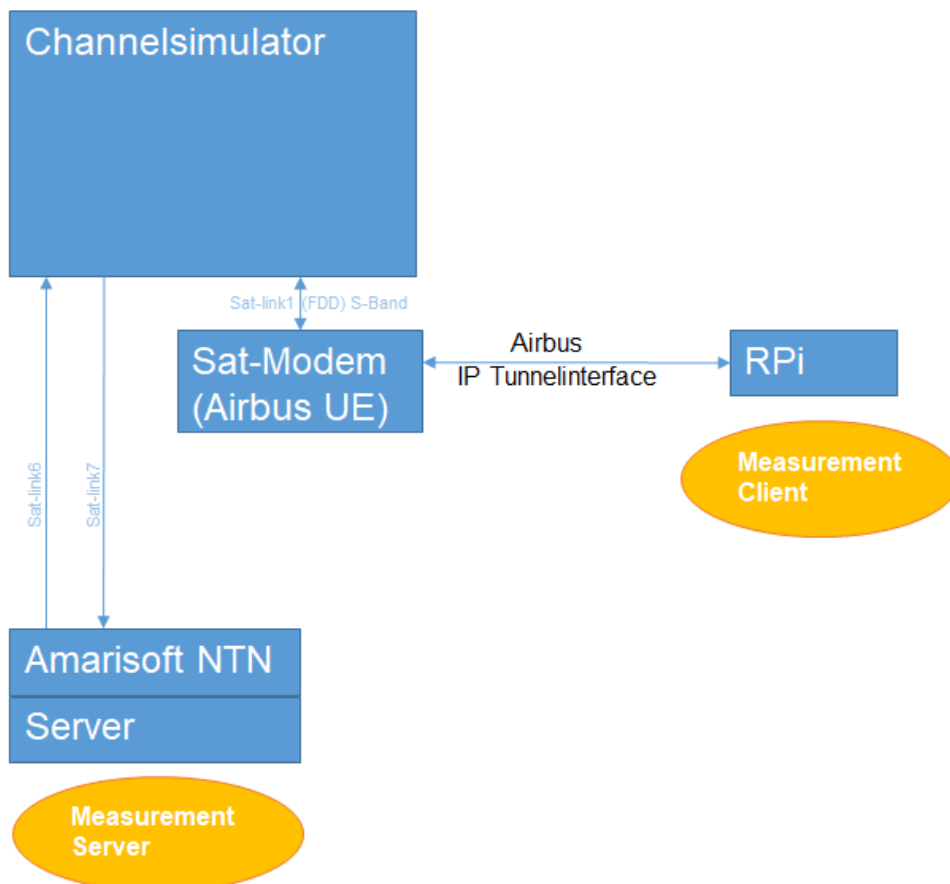 Channelsimulator
Sat-link1 (FDD) S-Band
Sat-Modem
(Airbus UE)
Airbus
IP Tunnelinterface
RPi
Measurement
Client
Sat-link6
Sat-link7
Amarisoft NTN
Server
Measurement
Server